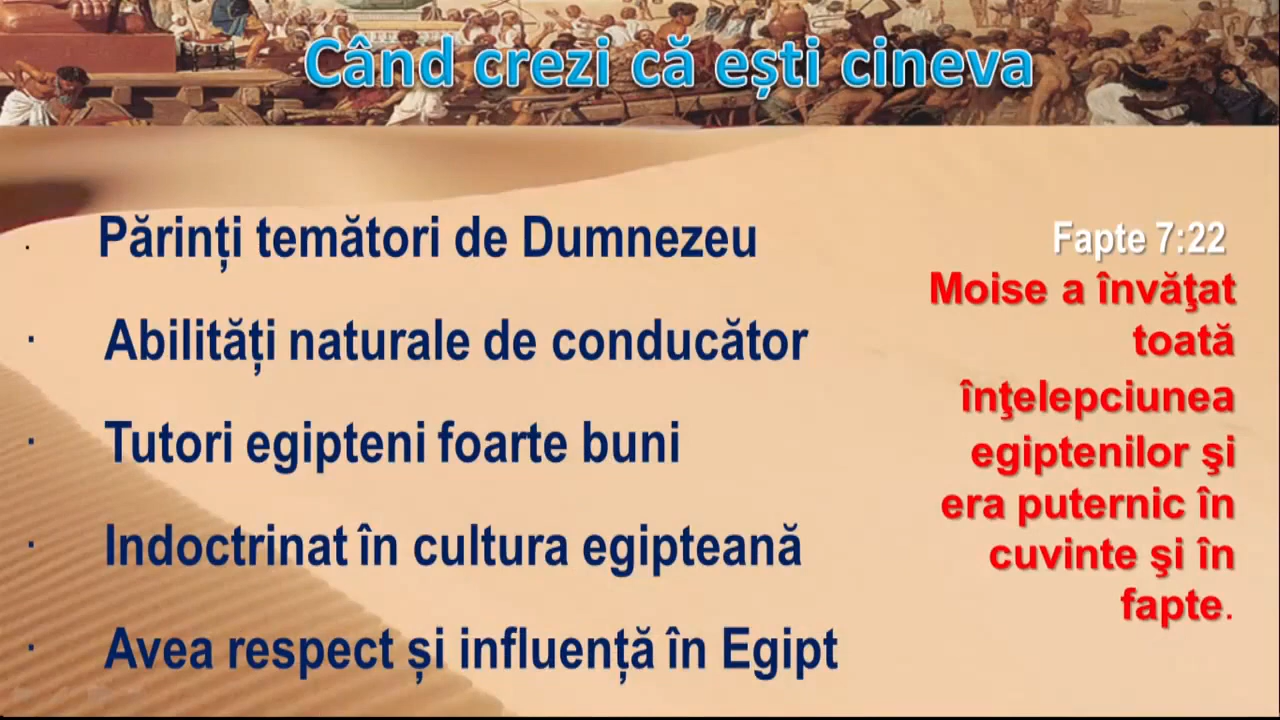 Când crezi că ești cineva
· Părinți temători de Dumnezeu
· Abilități naturale de conducător
· Tutori egipteni foarte buni
· Indoctrinat în cultura egipteană
· Avea respect și influență în Egipt
Fapte 7:22
Moise a învăţat
toată
înţelepciunea
egiptenilor şi
era puternic în
cuvinte şi în
fapte.